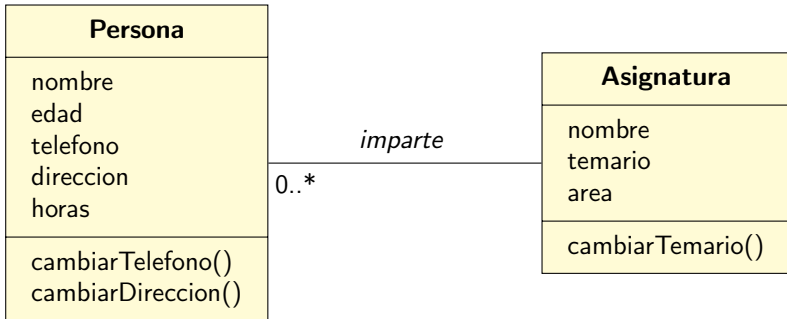 Persona
nombre
edad
telefono
direccion
horas
cambiarTelefono()
cambiarDireccion()
imparte
0..*
Asignatura
nombre
temario
area
cambiarTemario()